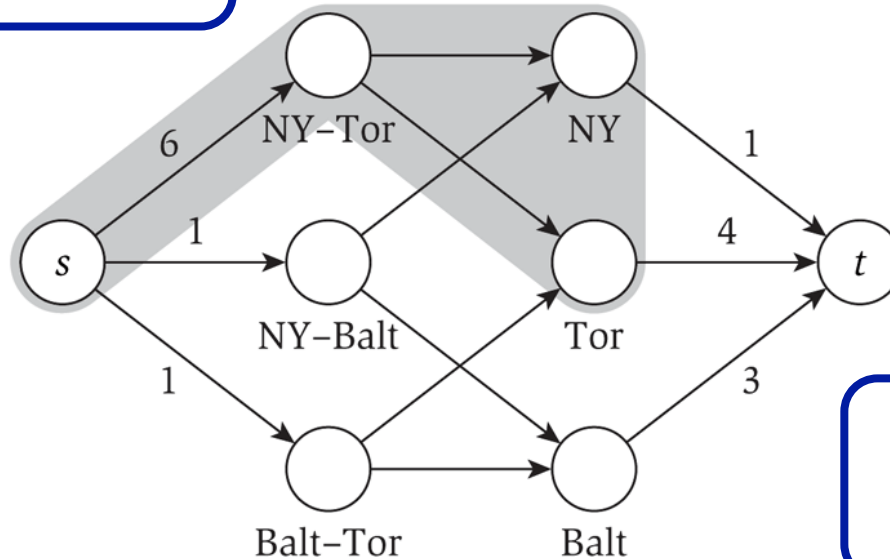 NY–Tor
NY
6
1
1
4
s
t
NY–Balt
Tor
1
3
Balt–Tor
Balt